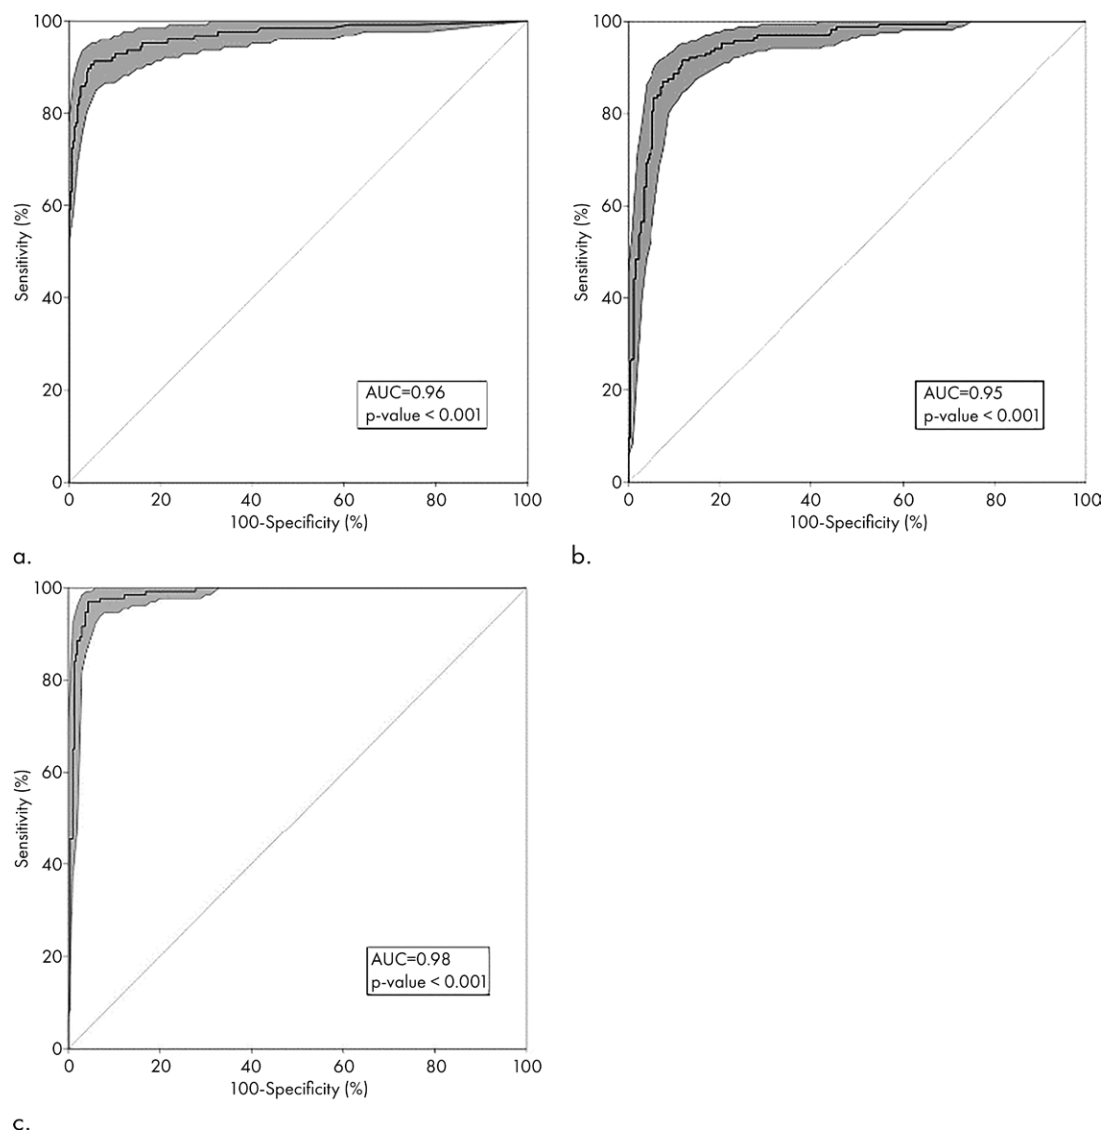 100
80
60
40
20
0
Sensitivity (%)
AUC=0.96
p-value < 0.001
0 20 40 60 80 100
100-Specificity (%)
a.
100
80
60
40
20
0
Sensitivity (%)
AUC=0.95
p-value < 0.001
0 20 40 60 80 100
100-Specificity (%)
b.
100
80
60
40
20
0
Sensitivity (%)
AUC=0.98
p-value < 0.001
0 20 40 60 80 100
100-Specificity (%)
c.